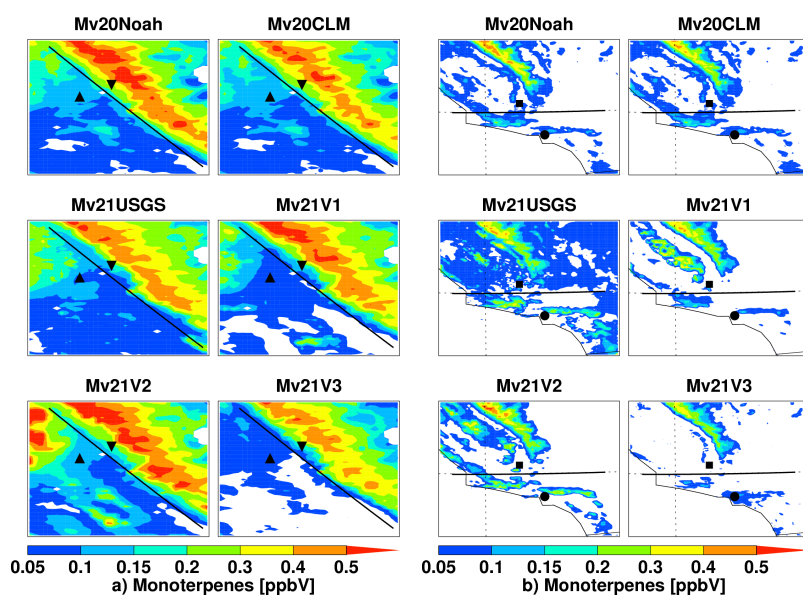 Mv20Noah Mv20CLM Mv20Noah Mv20CLM
Mv21USGS Mv21V1 Mv21USGS Mv21V1
Mv21V2 Mv21V3 Mv21V2 Mv21V3
0.05 0.1 0.15 0.2 0.3 0.4 0.5 0.05 0.1 0.15 0.2 0.3 0.4 0.5
a) Monoterpenes [ppbV] b) Monoterpenes [ppbV]